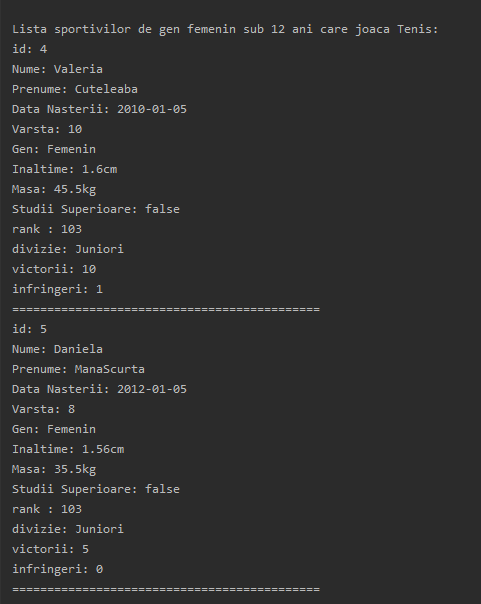 Lista sportivilor de gen femenin sub 12 ani care joaca Tenis:
id: 4
Nume: Valeria
Prenume: Cuteleaba
Data Nasterii: 2010-01-05
Varsta: 10
Gen: Femenin
Inaltime: 1.6cm
Masa: 45.5kg
Studii Superioare: false
rank : 103
divizie: Juniori
victorii: 10
infringeri: 1
============================================
id: 5
Nume: Daniela
Prenume: ManaScurta
Data Nasterii: 2012-01-05
Varsta: 8
Gen: Femenin
Inaltime: 1.56cm
Masa: 35.5kg
Studii Superioare: false
rank : 103
divizie: Juniori
victorii: 5
infringeri: 0
============================================